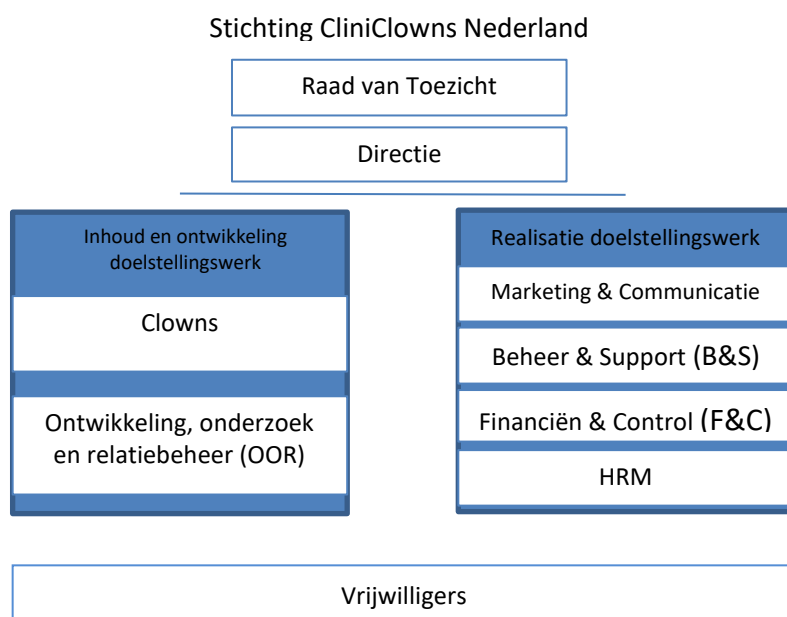 Stichting CliniClowns Nederland
Raad van Toezicht
Directie
Inhoud en ontwikkeling
doelstellingswerk
Clowns
Ontwikkeling, onderzoek
en relatiebeheer (OOR)
Realisatie doelstellingswerk
Marketing & Communicatie
Beheer & Support (B&S)
Financiën & Control (F&C)
HRM
Vrijwilligers